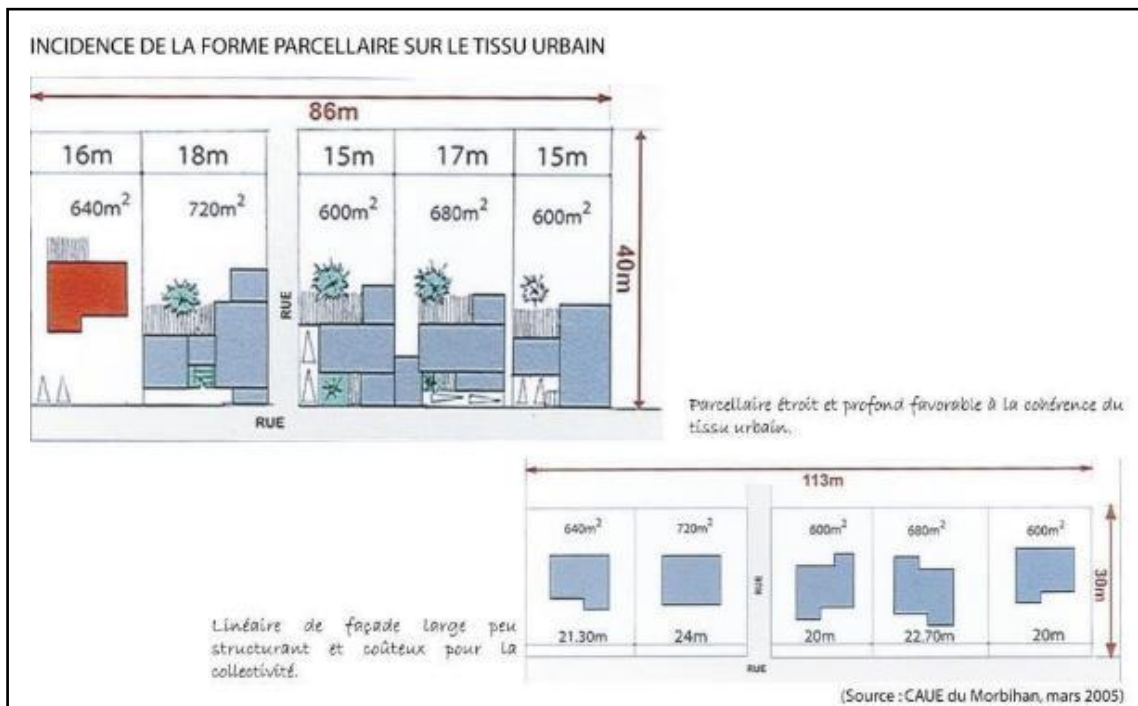 INCIDENCE DE LA FORME PARCELLAIRE SUR LE TISSU URBAIN
86m
16m 18m 15m 17m 15m
640m² 720m² 600m² 680m² 600m²
40m
RUE
RUE
Parcellaire étroit et profond favorable à la cohérence du
tissu urbain.
113m
640m² 720m² 600m² 680m² 600m²
30m
RUE
21.30m 24m 20m 22.70m 20m
RUE
Linéaire de façade large peu
structurant et coûteux pour la
collectivité.
(Source : CAUE du Morbihan, mars 2005)